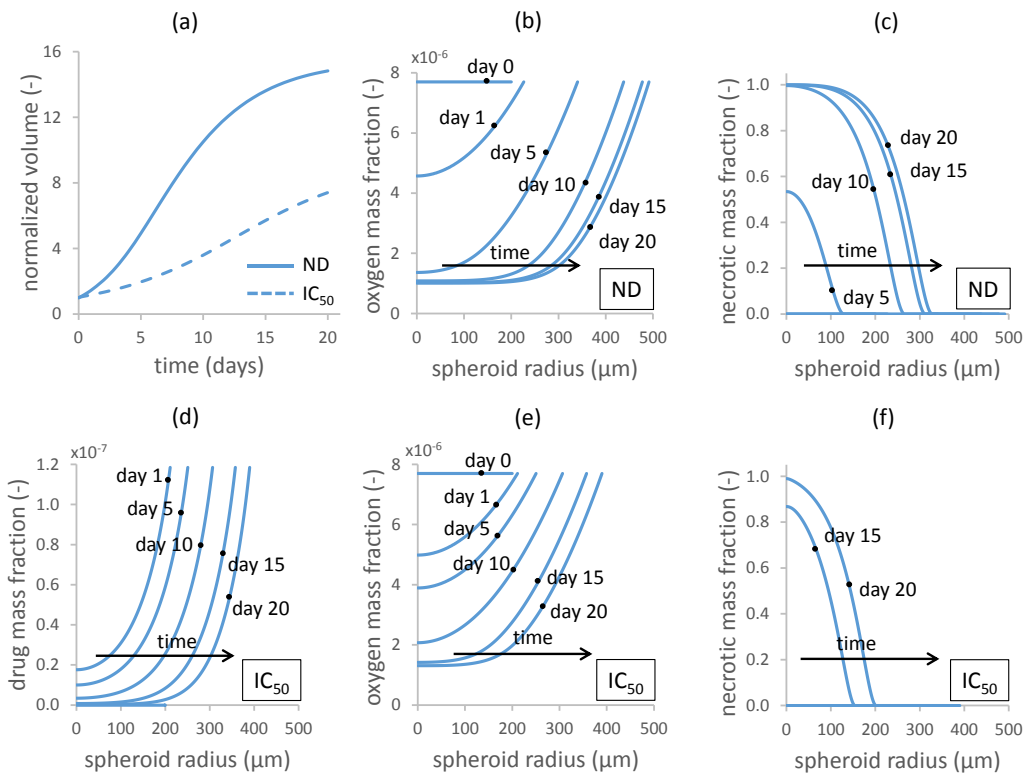 (a)
normalized volume (-)
16
12
8
4
0
0 5 10 15 20
time (days)
ND
IC50
(b)
x10-6
oxygen mass fraction (-)
8
6
4
2
0
0 100 200 300 400 500
spheroid radius (μm)
day 0
day 1
day 5
day 10
day 15
day 20
time
ND
(c)
necrotic mass fraction (-)
1.0
0.8
0.6
0.4
0.2
0.0
0 100 200 300 400 500
spheroid radius (μm)
day 20
day 15
day 10
time
day 5
ND
(d)
x10-7
drug mass fraction (-)
1.2
1.0
0.8
0.6
0.4
0.2
0.0
0 100 200 300 400 500
spheroid radius (μm)
day 1
day 5
day 10
day 15
day 20
time
IC50
(e)
x10-6
oxygen mass fraction (-)
8
6
4
2
0
0 100 200 300 400 500
spheroid radius (μm)
day 0
day 1
day 5
day 10
day 15
day 20
time
IC50
(f)
necrotic mass fraction (-)
1.0
0.8
0.6
0.4
0.2
0.0
0 100 200 300 400 500
spheroid radius (μm)
day 15
day 20
time
IC50